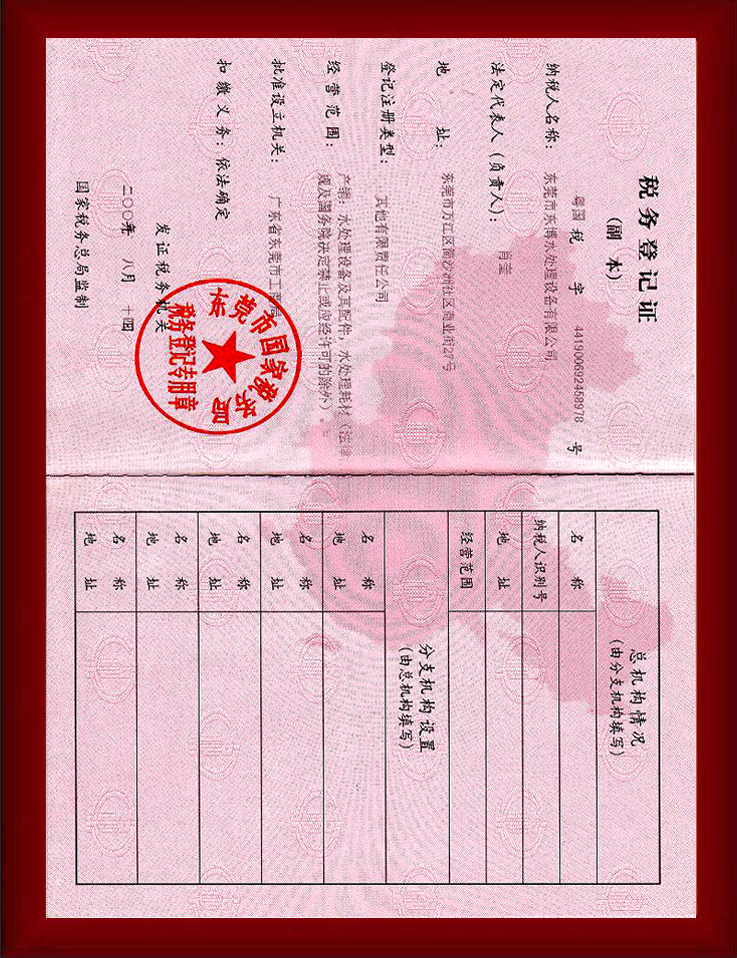 税务登记证
(副 本)
粤国 税 字 441900692458978 号
纳税人名称： 东莞市东博水处理设备有限公司
法定代表人（负责人）： 肖莹
地 址： 东莞市万江区简沙洲社区商业街27号
登记注册类型： 其他有限责任公司
经营范围： 产销：水处理设备及其配件，水处理耗材（法律
规及国务院决定禁止或应经许可的除外）。
批准设立机关： 广东省东莞市工商局
扣缴义务：依法确定
发证税务机关
二〇〇 年 八月 十四
国家税务总局监制
东莞市国家税务局
税务登记专用章
总机构情况
(由分支机构填写)
名 称
纳税人识别号
地 址
经营范围
分支机构设置
(由总机构填写)
名 称
地 址
名 称
地 址
名 称
地 址
名 称
地 址
名 称
地 址